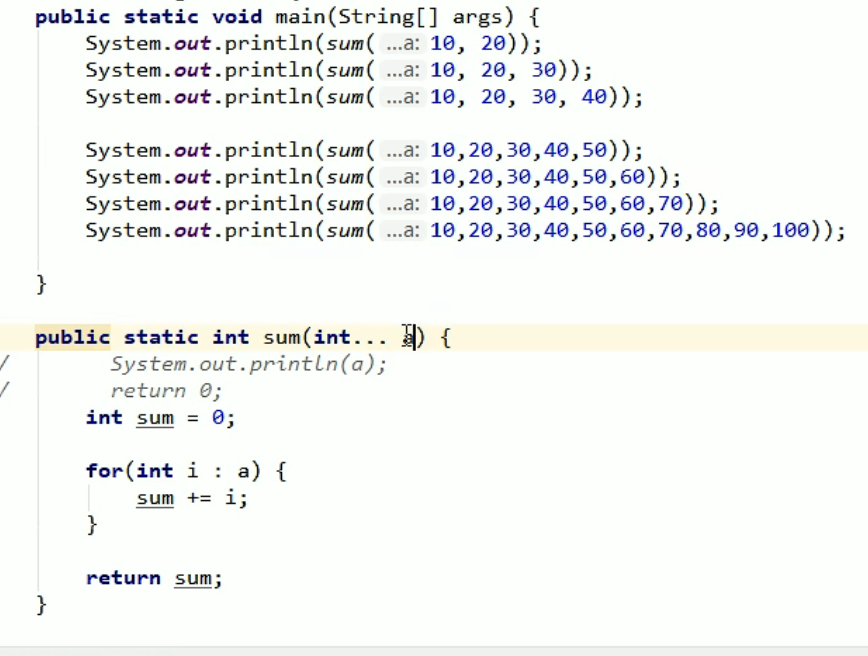 public static void main(String[] args) {
System.out.println(sum( ...a: 10, 20));
System.out.println(sum( ...a: 10, 20, 30));
System.out.println(sum( ...a: 10, 20, 30, 40));
System.out.println(sum( ...a: 10,20,30,40,50));
System.out.println(sum( ...a: 10,20,30,40,50,60));
System.out.println(sum( ...a: 10,20,30,40,50,60,70));
System.out.println(sum( ...a: 10,20,30,40,50,60,70,80,90,100));
}
public static int sum(int... a) {
/ System.out.println(a);
/ return 0;
int sum = 0;
for(int i : a) {
sum += i;
}
return sum;
}